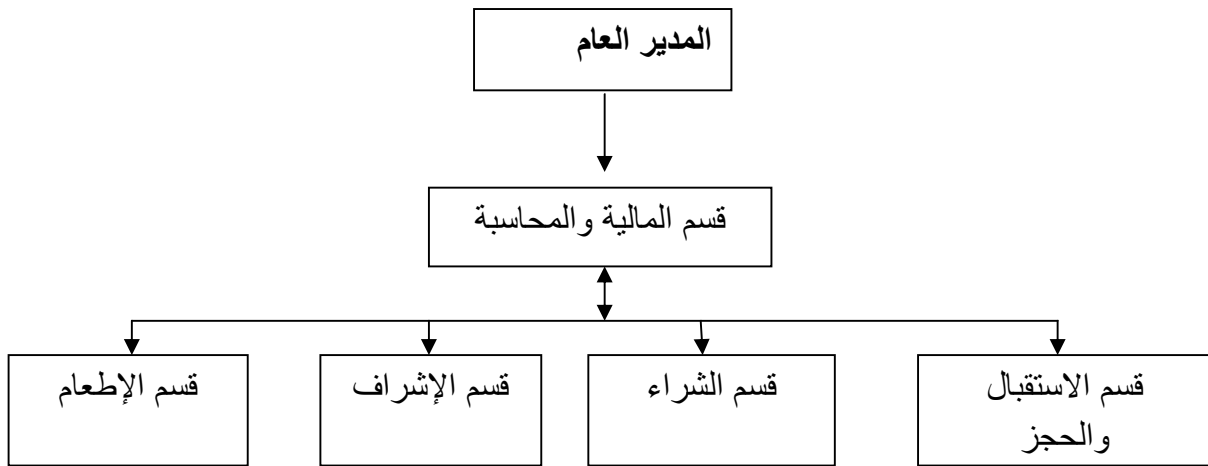 المدير العام
قسم المالية والمحاسبة
قسم الاستقبال
والحجز
قسم الشراء
قسم الإشراف
قسم الإطعام